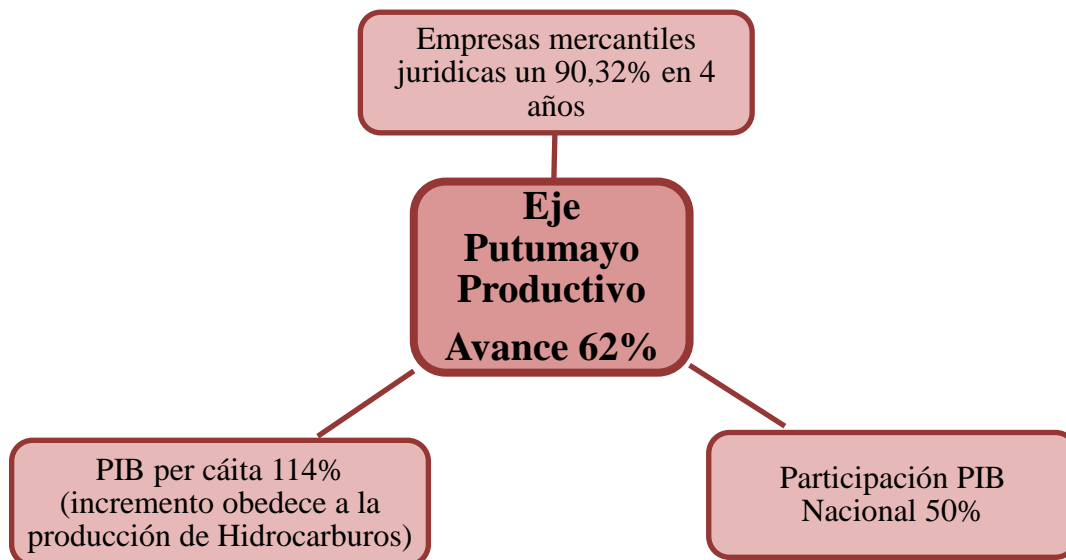 Empresas mercantiles
juridicas un 90,32% en 4
años
Eje
Putumayo
Productivo
Avance 62%
PIB per cáita 114%
(incremento obedece a la
producción de Hidrocarburos)
Participación PIB
Nacional 50%